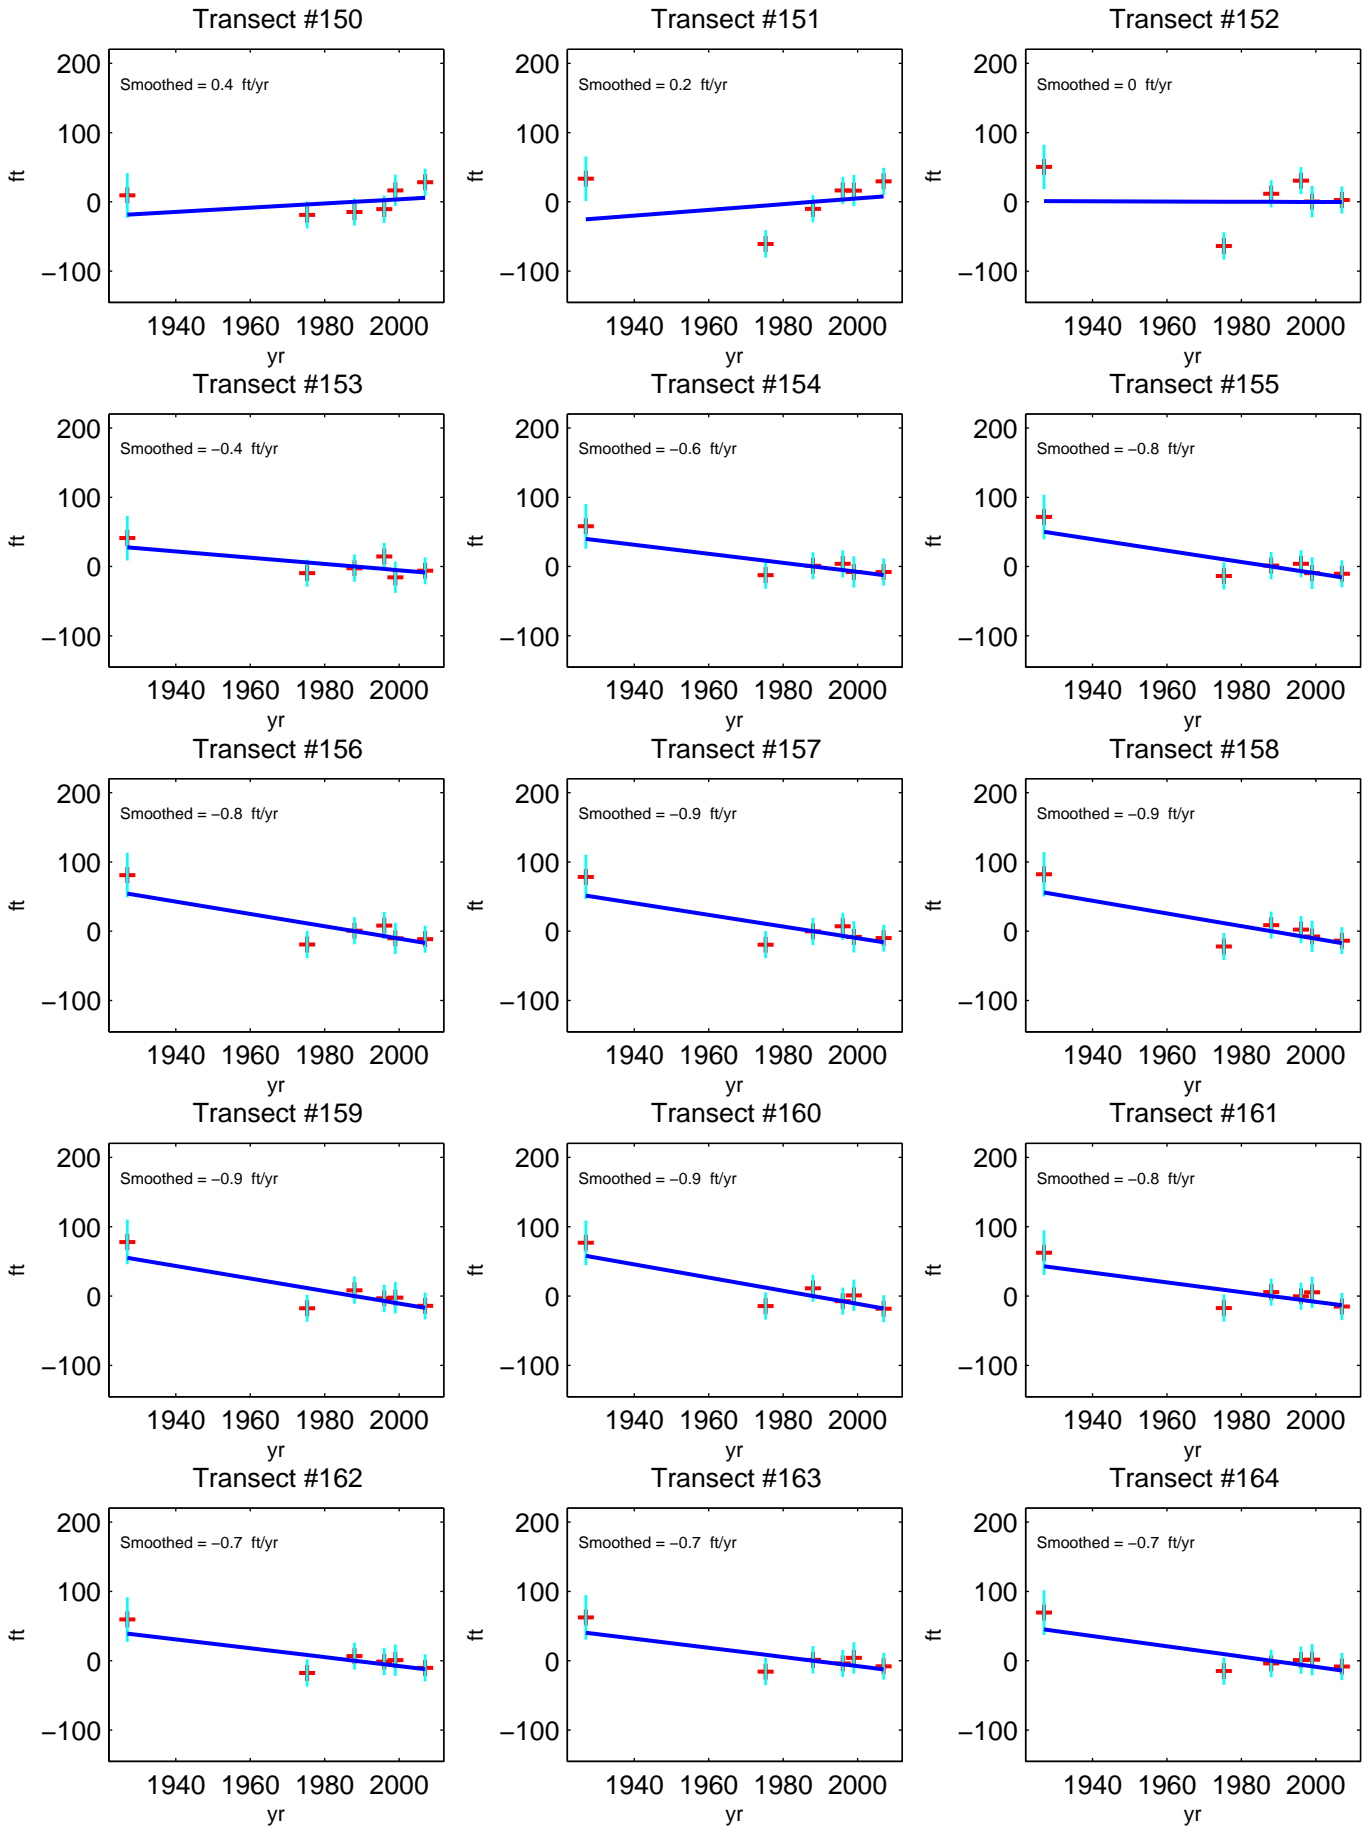 Transect #150 Transect #151 Transect #152
200 200 200
Smoothed = 0.4 ft/yr Smoothed = 0.2 ft/yr Smoothed = 0 ft/yr
100 100 100
ft ft ft
0 0 0
−100 −100 −100
1940 1960 1980 2000 1940 1960 1980 2000 1940 1960 1980 2000
yr yr yr
Transect #153 Transect #154 Transect #155
200 200 200
Smoothed = −0.4 ft/yr Smoothed = −0.6 ft/yr Smoothed = −0.8 ft/yr
100 100 100
ft ft ft
0 0 0
−100 −100 −100
1940 1960 1980 2000 1940 1960 1980 2000 1940 1960 1980 2000
yr yr yr
Transect #156 Transect #157 Transect #158
200 200 200
Smoothed = −0.8 ft/yr Smoothed = −0.9 ft/yr Smoothed = −0.9 ft/yr
100 100 100
ft ft ft
0 0 0
−100 −100 −100
1940 1960 1980 2000 1940 1960 1980 2000 1940 1960 1980 2000
yr yr yr
Transect #159 Transect #160 Transect #161
200 200 200
Smoothed = −0.9 ft/yr Smoothed = −0.9 ft/yr Smoothed = −0.8 ft/yr
100 100 100
ft ft ft
0 0 0
−100 −100 −100
1940 1960 1980 2000 1940 1960 1980 2000 1940 1960 1980 2000
yr yr yr
Transect #162 Transect #163 Transect #164
200 200 200
Smoothed = −0.7 ft/yr Smoothed = −0.7 ft/yr Smoothed = −0.7 ft/yr
100 100 100
ft ft ft
0 0 0
−100 −100 −100
1940 1960 1980 2000 1940 1960 1980 2000 1940 1960 1980 2000
yr yr yr